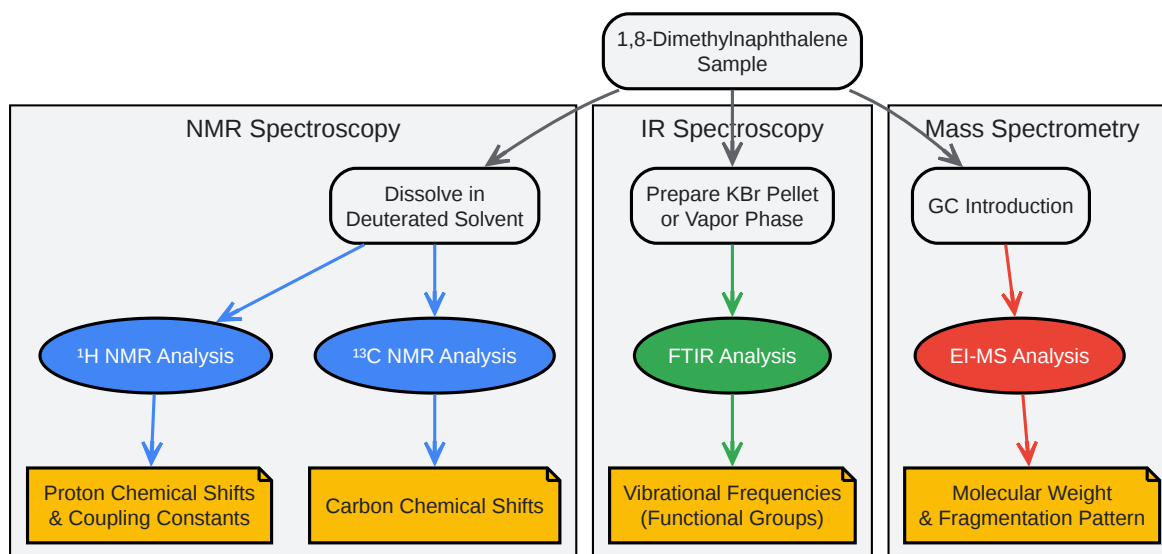 1,8-Dimethylnaphthalene
Sample
NMR Spectroscopy
IR Spectroscopy
Mass Spectrometry
Dissolve in
Deuterated Solvent
Prepare KBr Pellet
or Vapor Phase
GC Introduction
¹H NMR Analysis
¹³C NMR Analysis
FTIR Analysis
EI-MS Analysis
Proton Chemical Shifts
& Coupling Constants
Carbon Chemical Shifts
Vibrational Frequencies
(Functional Groups)
Molecular Weight
& Fragmentation Pattern